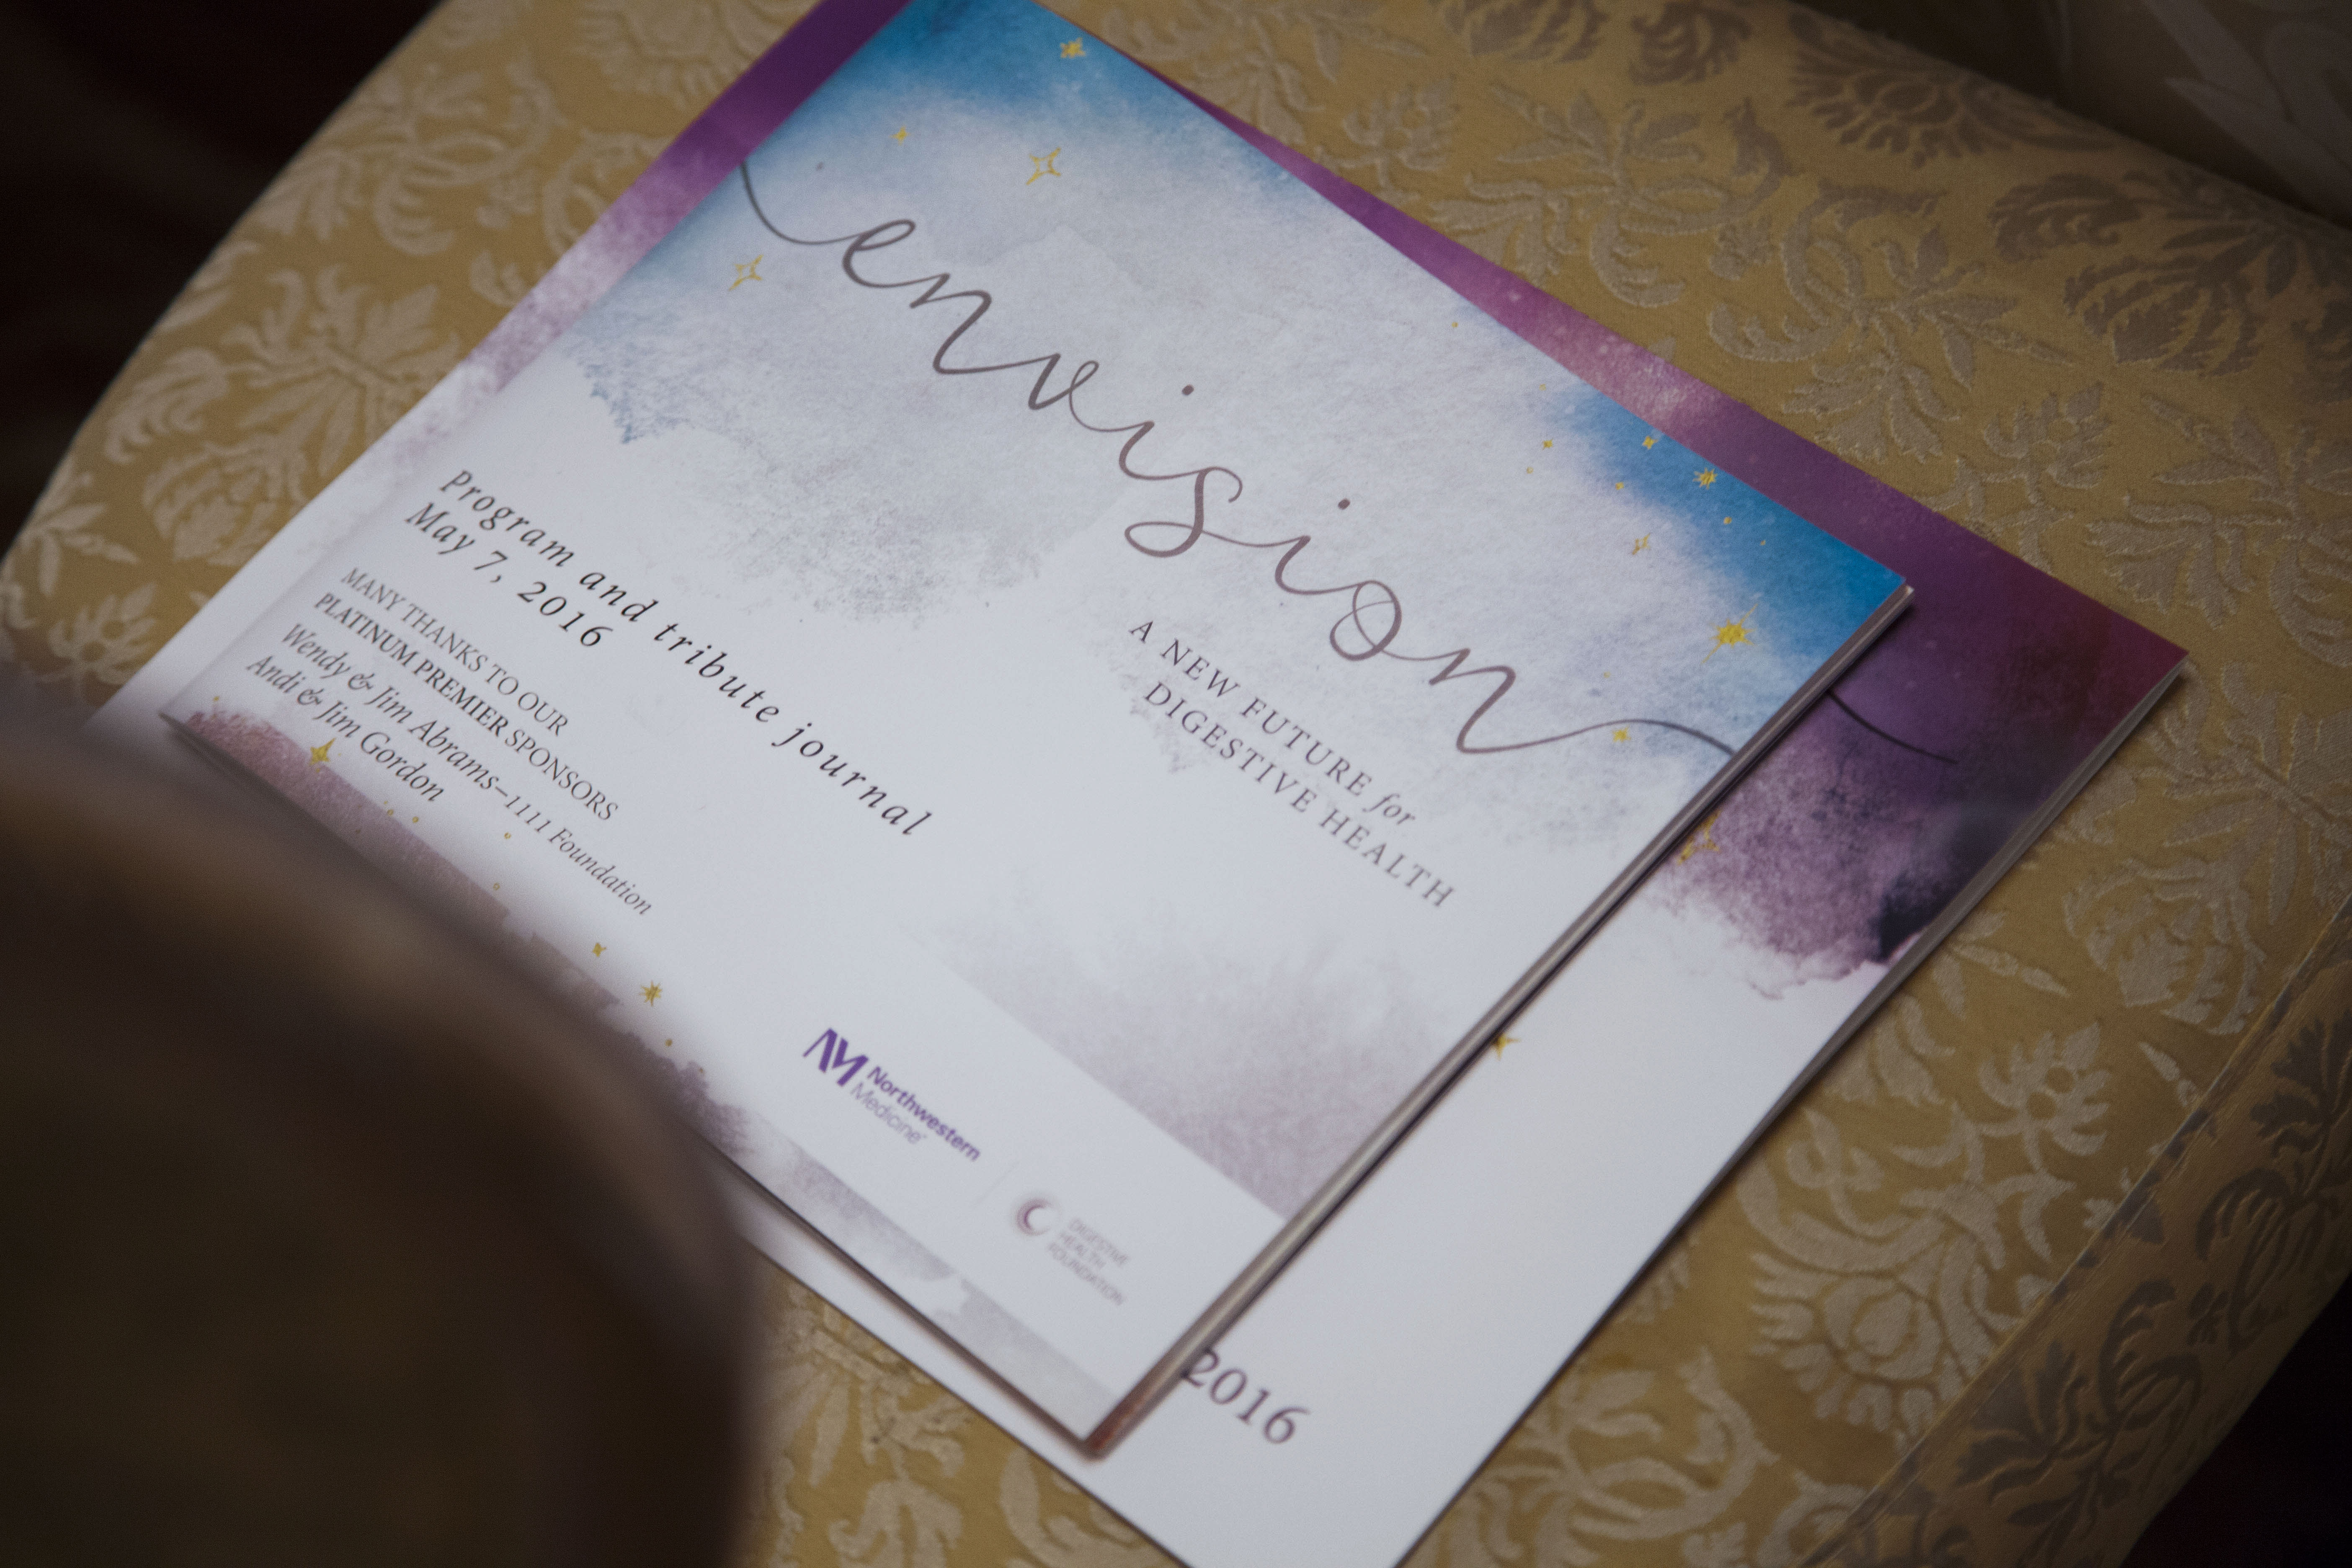 envision
A NEW FUTURE for
DIGESTIVE HEALTH
Program and tribute journal
May 7, 2016
MANY THANKS TO OUR
PLATINUM PREMIER SPONSORS
Wendy & Jim Abrams–1111 Foundation
Andi & Jim Gordon
Northwestern
Medicine®
DIGESTIVE
HEALTH
FOUNDATION
2016